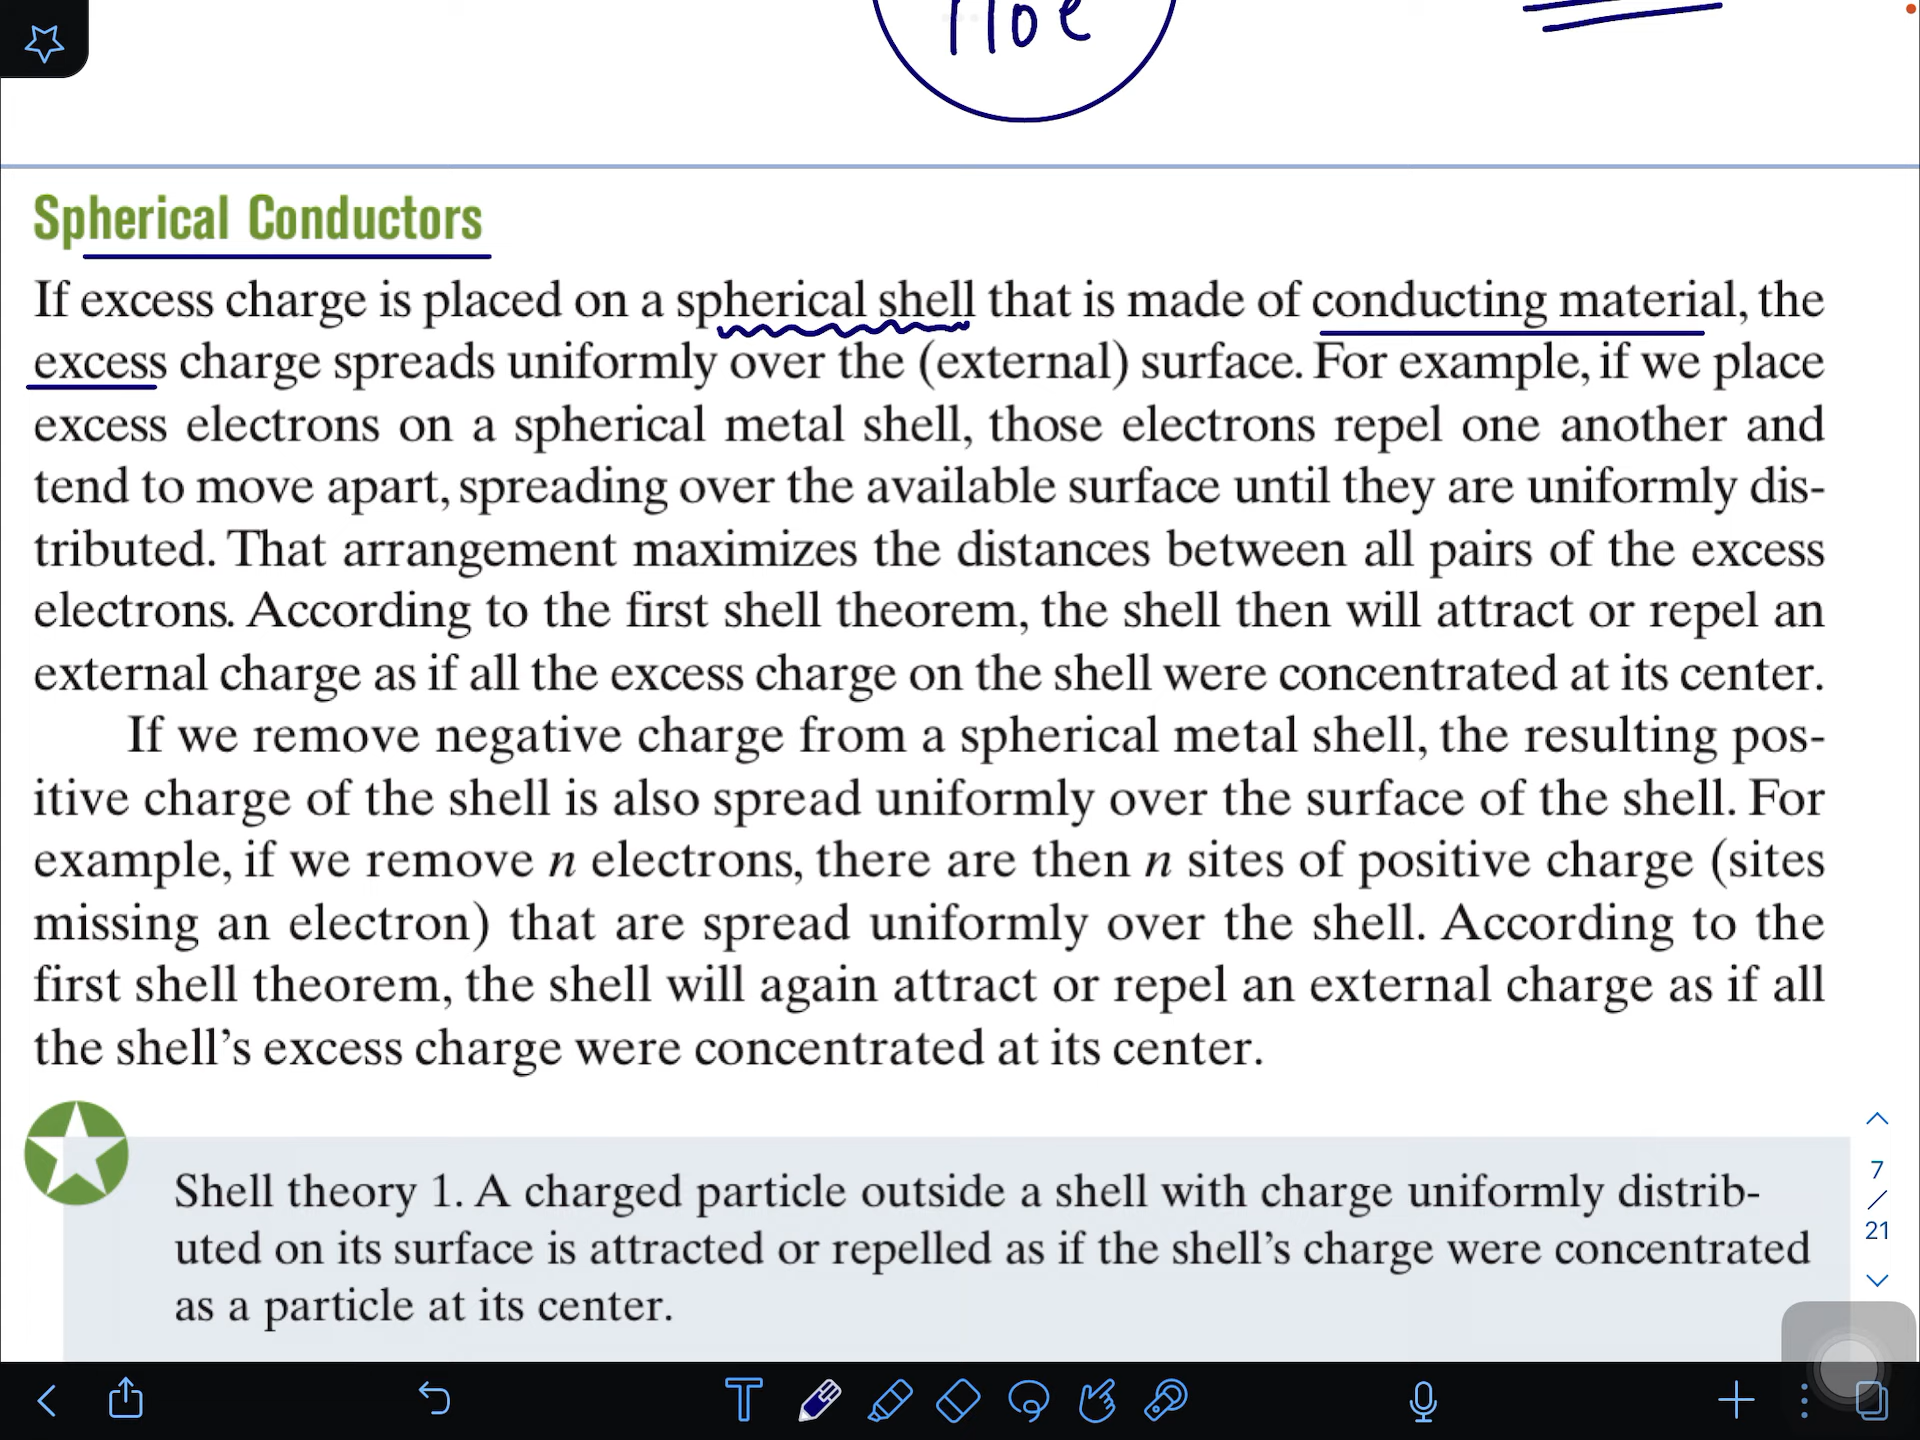 Spherical Conductors
If excess charge is placed on a spherical shell that is made of conducting material, the
excess charge spreads uniformly over the (external) surface. For example, if we place
excess electrons on a spherical metal shell, those electrons repel one another and
tend to move apart, spreading over the available surface until they are uniformly dis-
tributed. That arrangement maximizes the distances between all pairs of the excess
electrons. According to the first shell theorem, the shell then will attract or repel an
external charge as if all the excess charge on the shell were concentrated at its center.
If we remove negative charge from a spherical metal shell, the resulting pos-
itive charge of the shell is also spread uniformly over the surface of the shell. For
example, if we remove n electrons, there are then n sites of positive charge (sites
missing an electron) that are spread uniformly over the shell. According to the
first shell theorem, the shell will again attract or repel an external charge as if all
the shell's excess charge were concentrated at its center.
Shell theory 1. A charged particle outside a shell with charge uniformly distrib-
uted on its surface is attracted or repelled as if the shell's charge were concentrated
as a particle at its center.
7
/
21
T